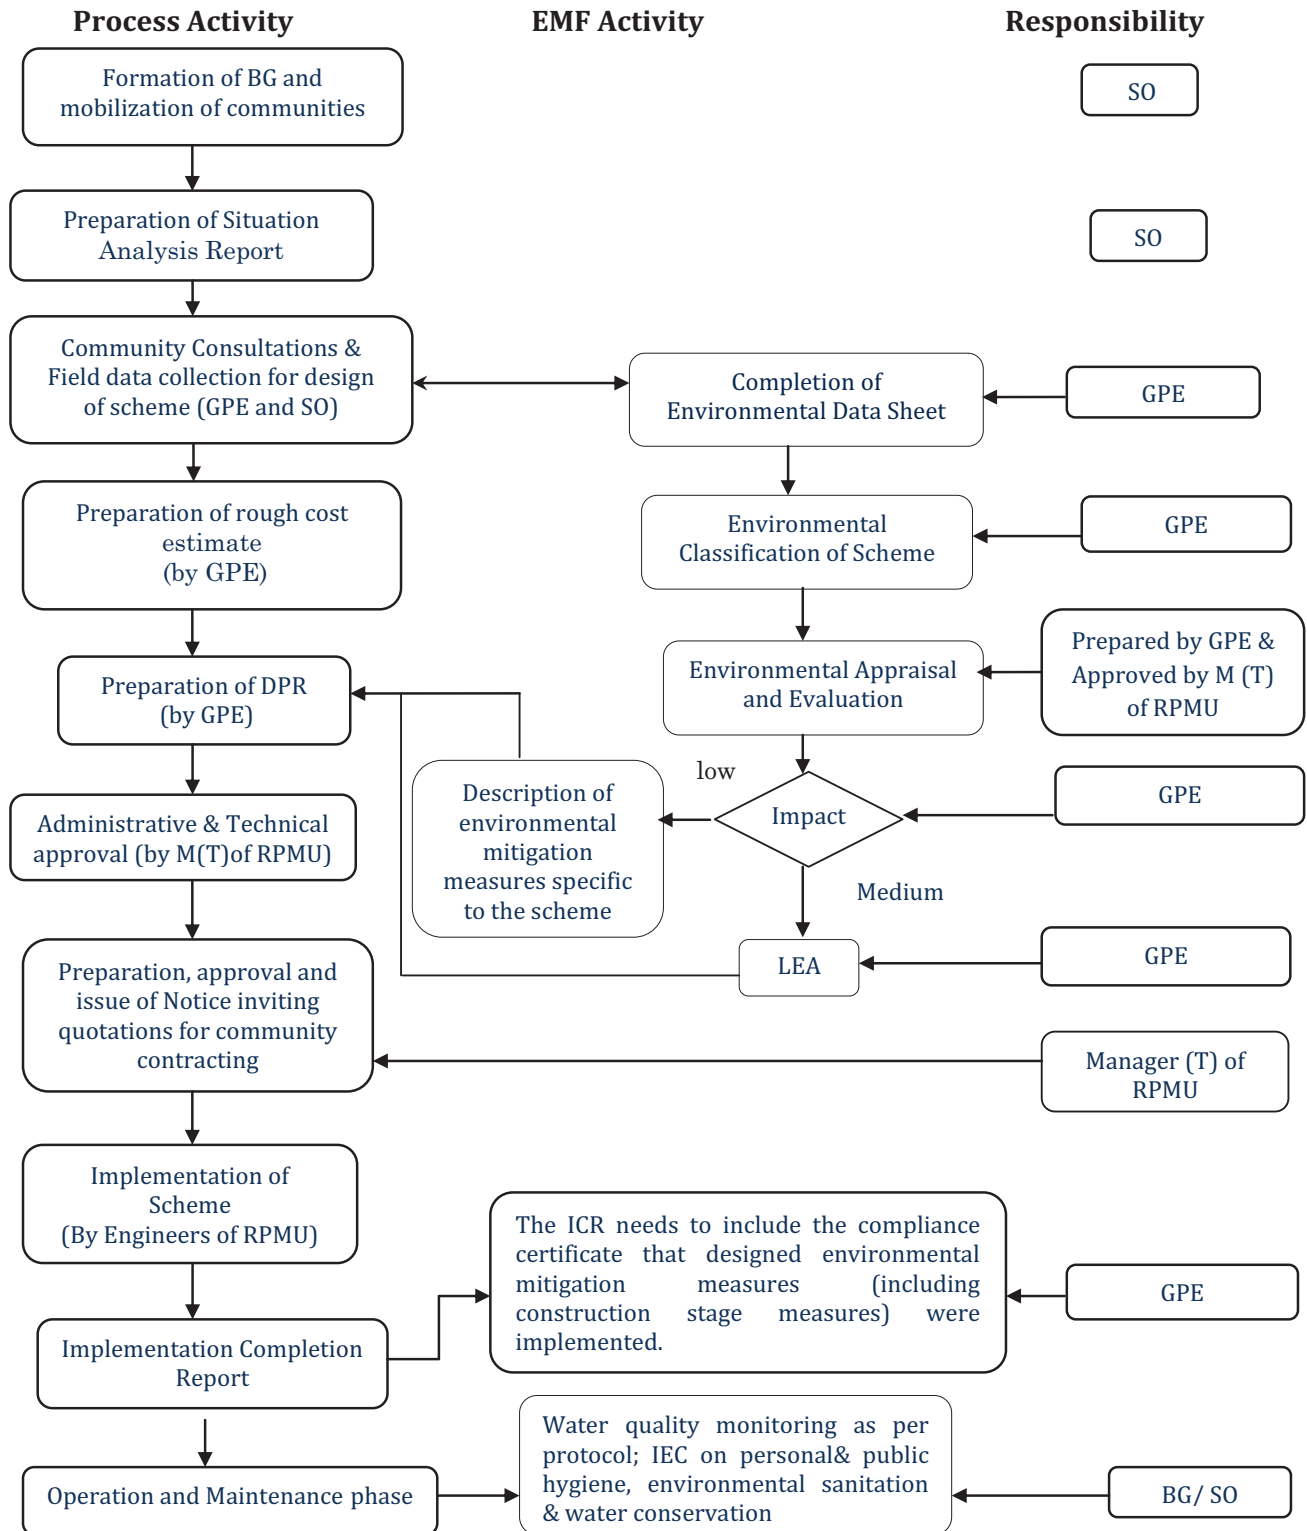 Process Activity
EMF Activity
Responsibility
Formation of BG and
mobilization of communities
SO
Preparation of Situation
Analysis Report
SO
Community Consultations &
Field data collection for design
of scheme (GPE and SO)
Completion of
Environmental Data Sheet
GPE
Preparation of rough cost
estimate
(by GPE)
Environmental
Classification of Scheme
GPE
Preparation of DPR
(by GPE)
Environmental Appraisal
and Evaluation
Prepared by GPE &
Approved by M (T)
of RPMU
low
Impact
GPE
Description of
environmental
mitigation
measures specific
to the scheme
Administrative & Technical
approval (by M(T)of RPMU)
Medium
LEA
GPE
Preparation, approval and
issue of Notice inviting
quotations for community
contracting
Manager (T) of
RPMU
Implementation of
Scheme
(By Engineers of RPMU)
The ICR needs to include the compliance
certificate that designed environmental
mitigation measures (including
construction stage measures) were
implemented.
GPE
Implementation Completion
Report
Water quality monitoring as per
protocol; IEC on personal& public
hygiene, environmental sanitation
& water conservation
Operation and Maintenance phase
BG/ SO